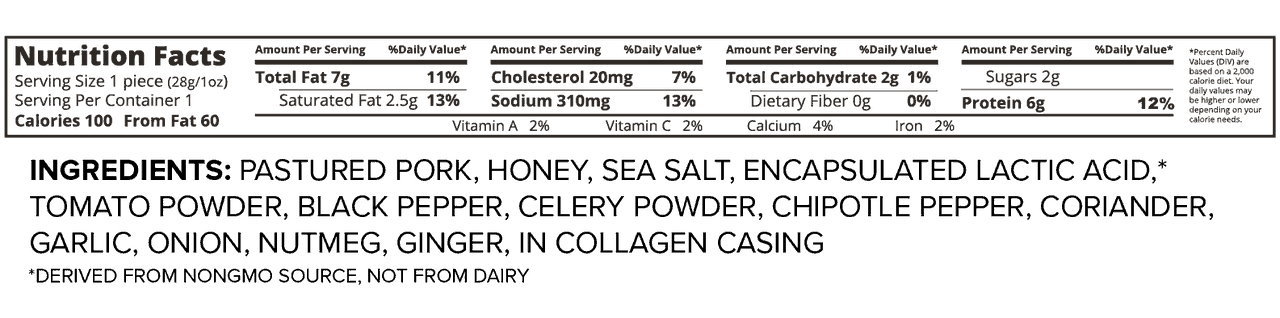 Nutrition Facts
Serving Size 1 piece (28g/1oz)
Serving Per Container 1
Calories 100 From Fat 60
Amount Per Serving %Daily Value*
Total Fat 7g 11%
Saturated Fat 2.5g 13%
Amount Per Serving %Daily Value*
Cholesterol 20mg 7%
Sodium 310mg 13%
Amount Per Serving %Daily Value*
Total Carbohydrate 2g 1%
Dietary Fiber 0g 0%
Amount Per Serving %Daily Value*
Sugars 2g
Protein 6g 12%
Vitamin A 2% Vitamin C 2% Calcium 4% Iron 2%
*Percent Daily
Values (DIV) are
based on a 2,000
calorie diet. Your
daily values may
be higher or lower
depending on your
calorie needs.
INGREDIENTS: PASTURED PORK, HONEY, SEA SALT, ENCAPSULATED LACTIC ACID,*
TOMATO POWDER, BLACK PEPPER, CELERY POWDER, CHIPOTLE PEPPER, CORIANDER,
GARLIC, ONION, NUTMEG, GINGER, IN COLLAGEN CASING
*DERIVED FROM NONGMO SOURCE, NOT FROM DAIRY